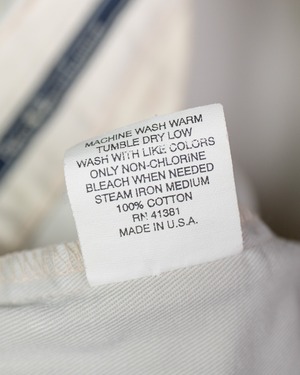 MACHINE WASH WARM
TUMBLE DRY LOW
WASH WITH LIKE COLORS
ONLY NON-CHLORINE
BLEACH WHEN NEEDED
STEAM IRON MEDIUM
100% COTTON
RN 41381
MADE IN U.S.A.